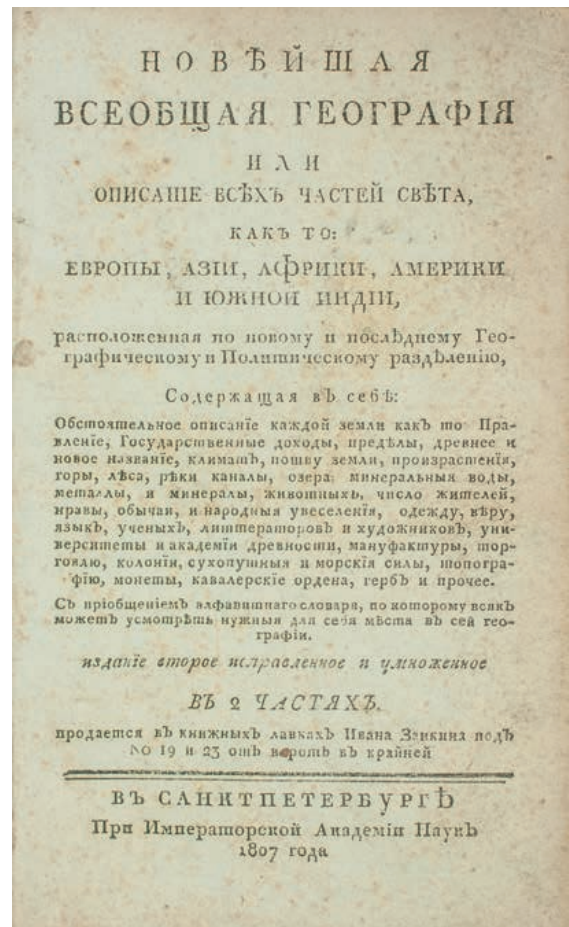 НОВѢЙШАЯ
ВСЕОБЩАЯ ГЕОГРАФІЯ
ИЛИ
ОПИСАНІЕ ВСѢХЪ ЧАСТЕЙ СВѢТА,
КАКЪ ТО:
ЕВРОПЫ, АЗІИ, АФРИКИ, АМЕРИКИ
И ЮЖНОЙ ИНДІИ,
расположенная по новому и послѣднему Гео-
графическому и Политическому раздѣленію,
Содержащая въ себѣ:
Обстоятельное описаніе каждой земли какъ то Пра-
вленіе, Государственные доходы, предѣлы, древнее и
новое названіе, климатъ, почву земли, произрастенія,
горы, лѣса, рѣки каналы, озера: минеральныя воды,
металлы, и минералы, животныхъ, число жителей,
нравы, обычаи, и народныя увеселенія, одежду, вѣру,
языкъ, ученыхъ, литтераторовъ и художниковъ, уни-
верситеты и академіи древности, мануфактуры, тор-
говлю, колоніи, сухопутныя и морскія силы, топогра-
фію, монеты, кавалерскіе ордена, гербъ и прочее.
Съ пріобщеніемъ алфавитнаго словаря, по которому всякъ
можетъ усмотрѣть нужныя для себя мѣста въ сей гео-
графіи.
изданіе второе исправленное и умноженное
ВЪ 2 ЧАСТЯХЪ.
продается въ книжныхъ лавкахъ Ивана Заикина подъ
No 19 и 23 отъ воротъ въ крайней
ВЪ САНКТПЕТЕРБУРГѢ
При Императорской Академіи Наукъ
1807 года